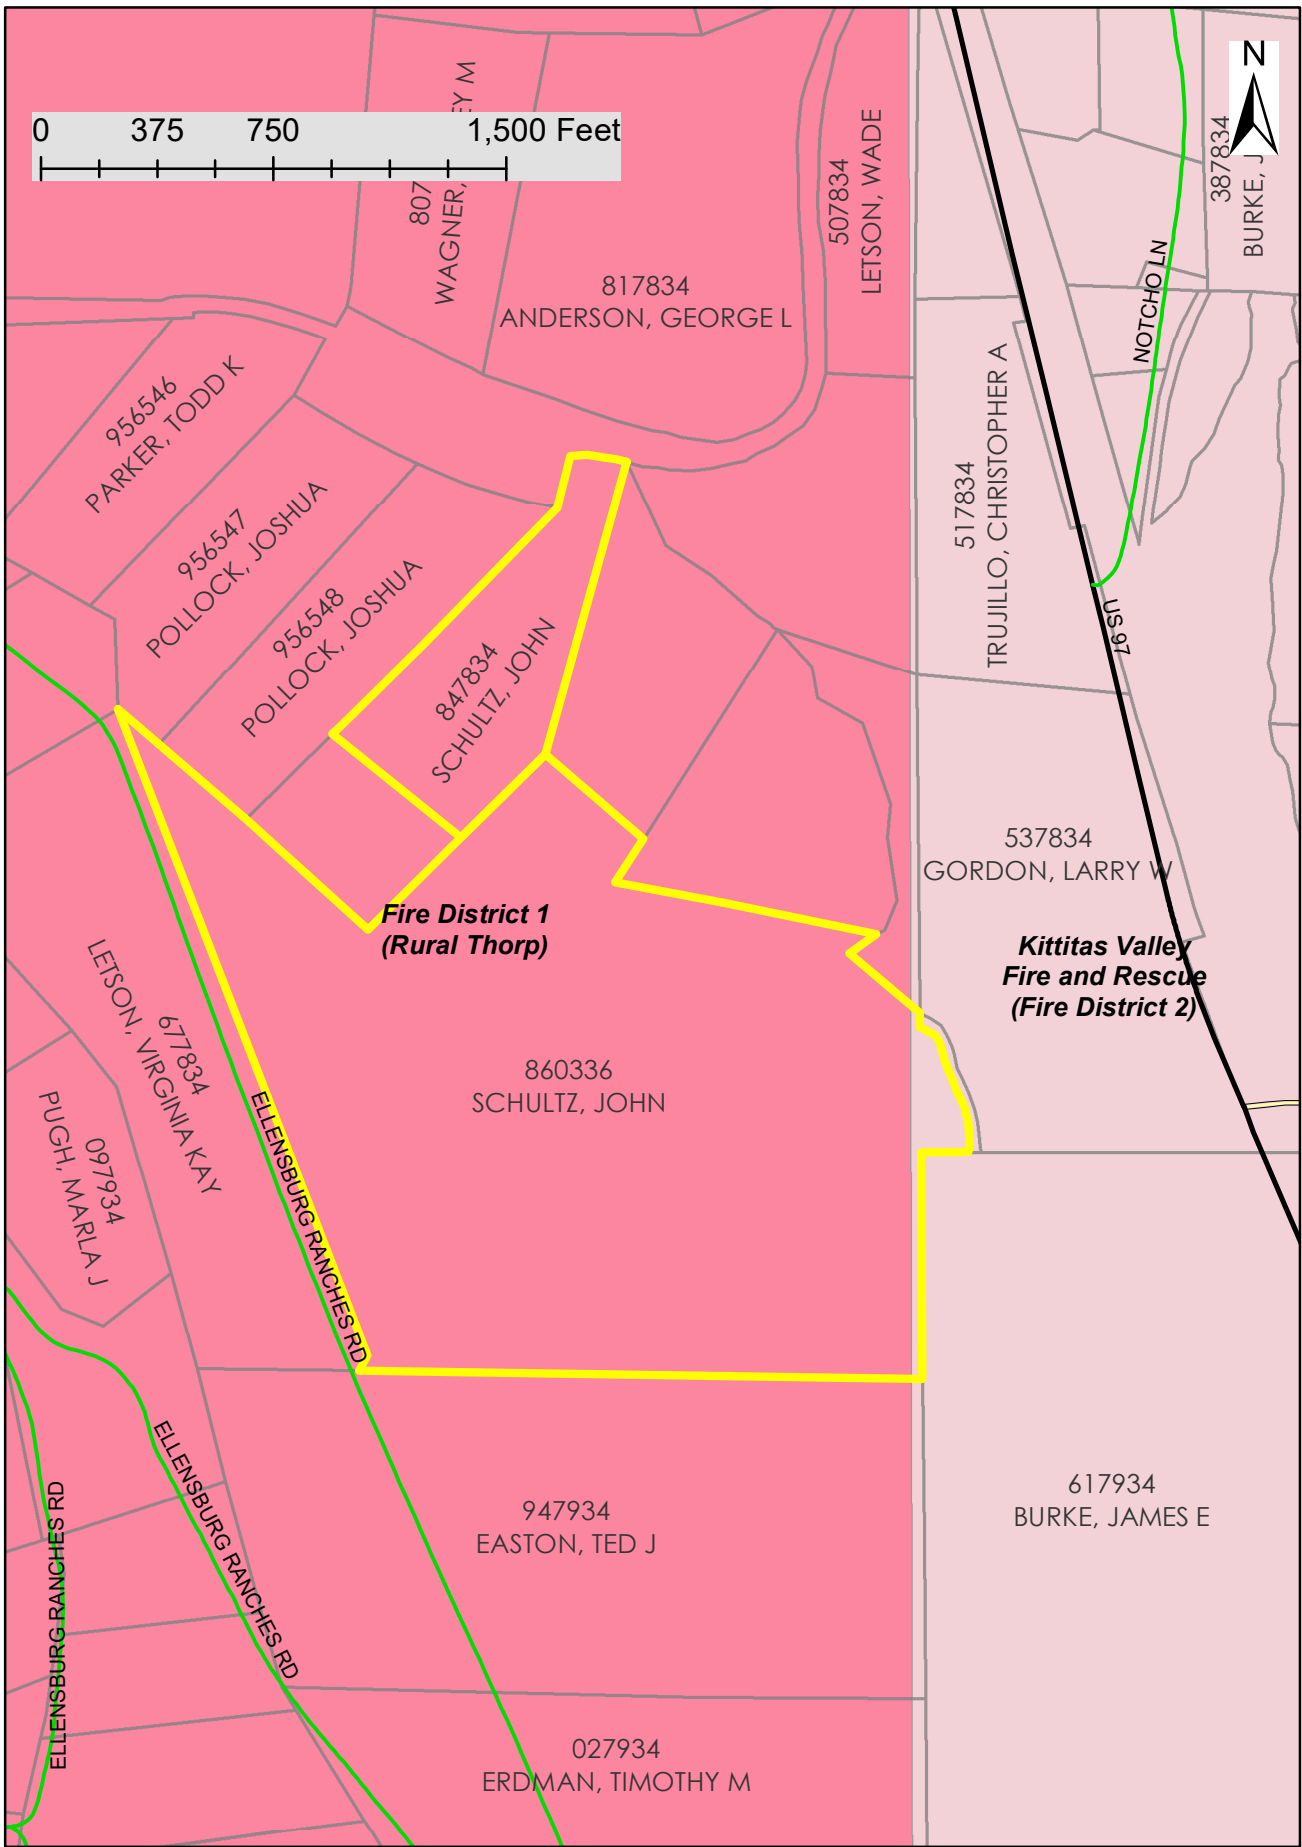 N
0 375 750 1,500 Feet
807
WAGNER,
EY M
817834
ANDERSON, GEORGE L
507834
LETSON, WADE
387834
BURKE, J
NOTCHO LN
956546
PARKER, TODD K
956547
POLLOCK, JOSHUA
956548
POLLOCK, JOSHUA
847834
SCHULTZ, JOHN
517834
TRUJILLO, CHRISTOPHER A
US 97
537834
GORDON, LARRY W
Fire District 1
(Rural Thorp)
Kittitas Valley
Fire and Rescue
(Fire District 2)
677834
LETSON, VIRGINIA KAY
097934
PUGH, MARLA J
860336
SCHULTZ, JOHN
ELLENSBURG RANCHES RD
ELLENSBURG RANCHES RD
ELLENSBURG RANCHES RD
947934
EASTON, TED J
617934
BURKE, JAMES E
027934
ERDMAN, TIMOTHY M